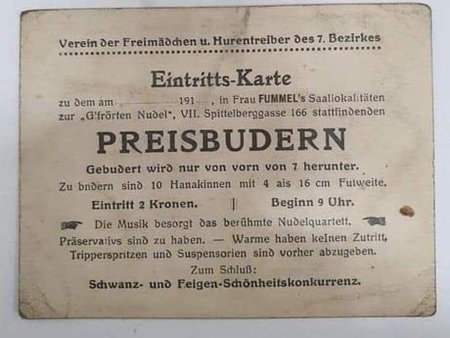 Verein der Freimädchen u. Hurentreiber des 7. Bezirkes
Eintritts-Karte
zu dem am 191 , in Frau FUMMEL's Saallokalitäten
zur „G'frörten Nudel", VII. Spittelberggasse 166 stattfindenden
PREISBUDERN
Gebudert wird nur von vorn von 7 herunter.
Zu bndern sind 10 Hanakinnen mit 4 als 16 cm Futweite.
Eintritt 2 Kronen. || Beginn 9 Uhr.
Die Musik besorgt das berühmte Nudelquartett.
Präservativs sind zu haben. — Warme haben keInen Zutritt,
Tripperspritzen und Suspensorien sind vorher abzugeben.
Zum Schluß:
Schwanz- und Feigen-Schönheitskonkurrenz.